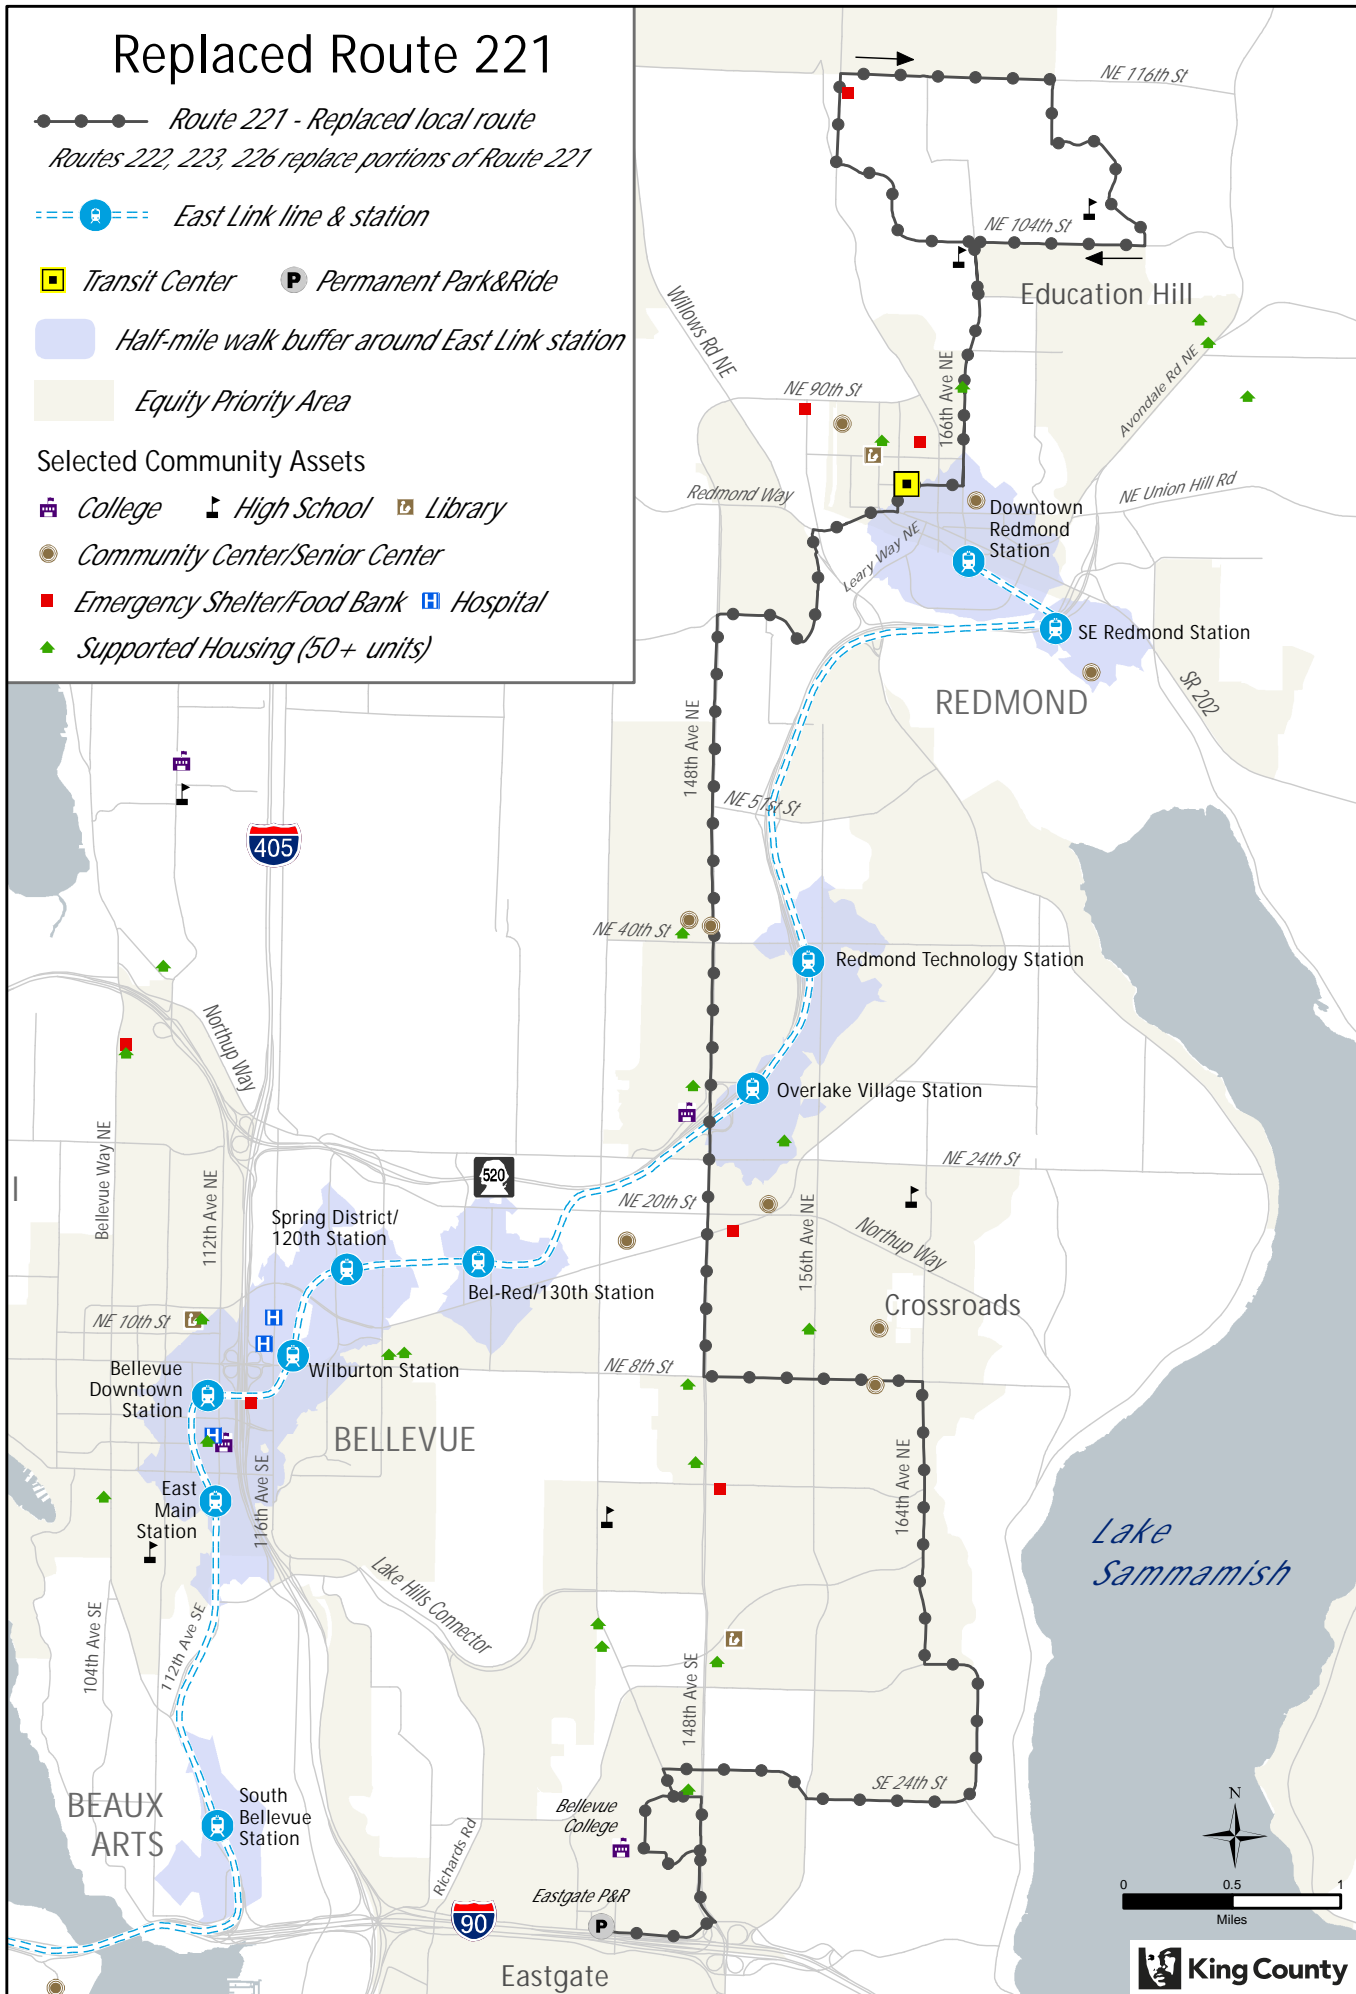 Replaced Route 221
Route 221 - Replaced local route
Routes 222, 223, 226 replace portions of Route 221
East Link line & station
Transit Center
P
Permanent Park&Ride
Half-mile walk buffer around East Link station
Equity Priority Area
Selected Community Assets
College
High School
Library
Community Center/Senior Center
Emergency Shelter/Food Bank
H
Hospital
Supported Housing (50+ units)
NE 116th St
NE 104th St
Education Hill
Willows Rd NE
NE 90th St
166th Ave NE
Avondale Rd NE
Redmond Way
NE Union Hill Rd
Leary Way NE
Downtown
Redmond
Station
SE Redmond Station
REDMOND
SR 202
148th Ave NE
NE 51st St
405
NE 40th St
Redmond Technology Station
Northup Way
Overlake Village Station
Bellevue Way NE
112th Ave NE
520
NE 24th St
NE 20th St
156th Ave NE
Northup Way
Spring District/
120th Station
Bel-Red/130th Station
Crossroads
NE 10th St
H
H
Wilburton Station
NE 8th St
Bellevue
Downtown
Station
H
BELLEVUE
East
Main
Station
116th Ave SE
164th Ave NE
Lake
Sammamish
Lake Hills Connector
104th Ave SE
112th Ave SE
148th Ave SE
SE 24th St
BEAUX
ARTS
South
Bellevue
Station
Bellevue
College
Richards Rd
Eastgate P&R
P
90
Eastgate
N
0 0.5 1
Miles
King County